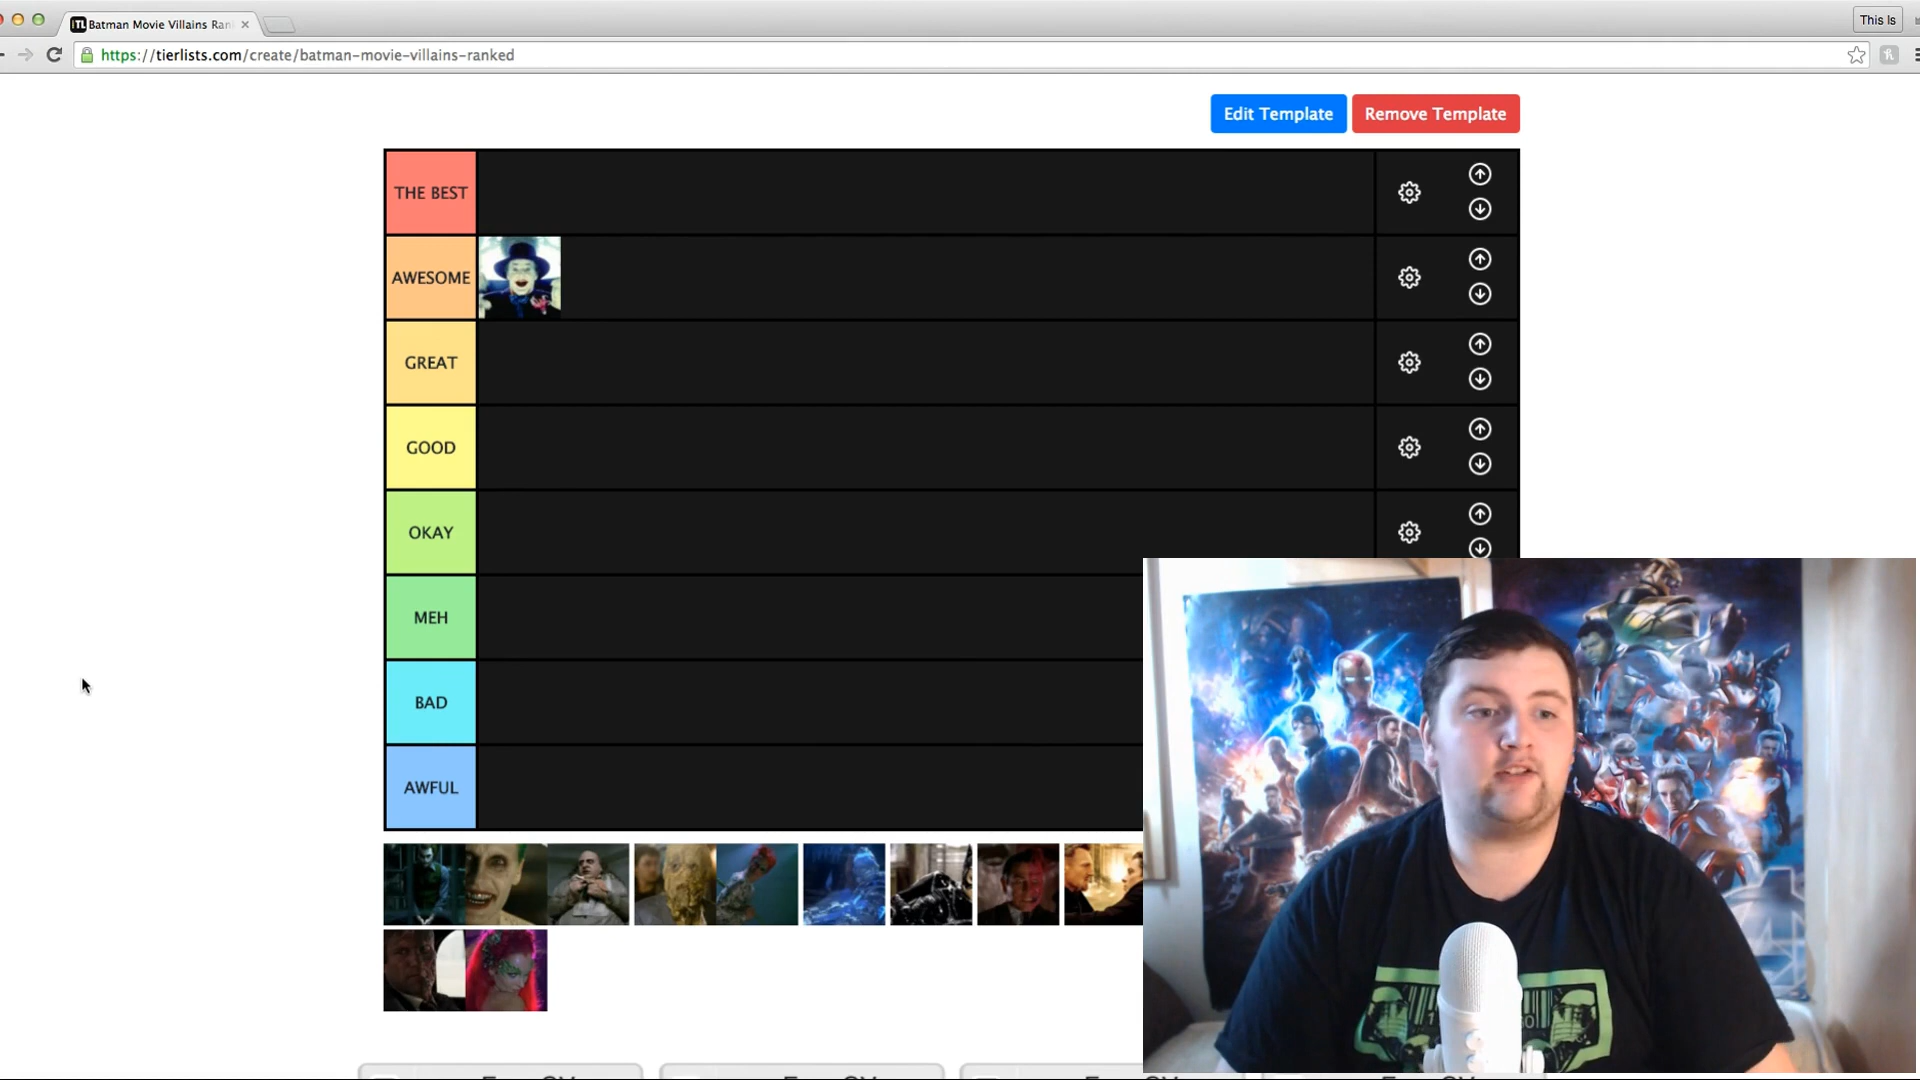 Batman Movie Villains Ran
This Is
https://tierlists.com/create/batman-movie-villains-ranked
Edit Template
Remove Template
THE BEST
AWESOME
GREAT
GOOD
OKAY
MEH
BAD
AWFUL